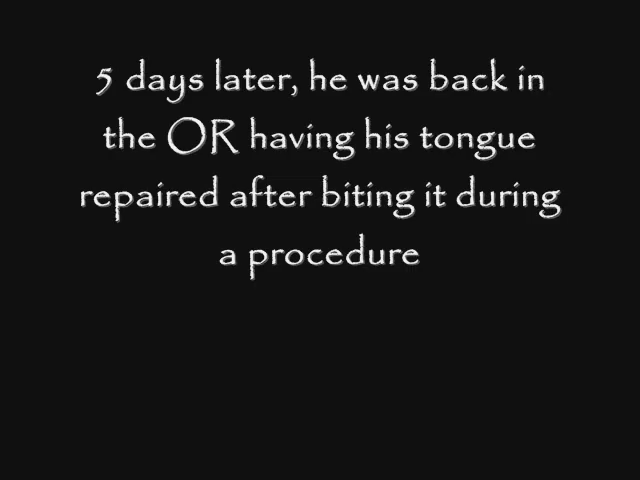 5 days later, he was back in
the OR having his tongue
repaired after biting it during
a procedure